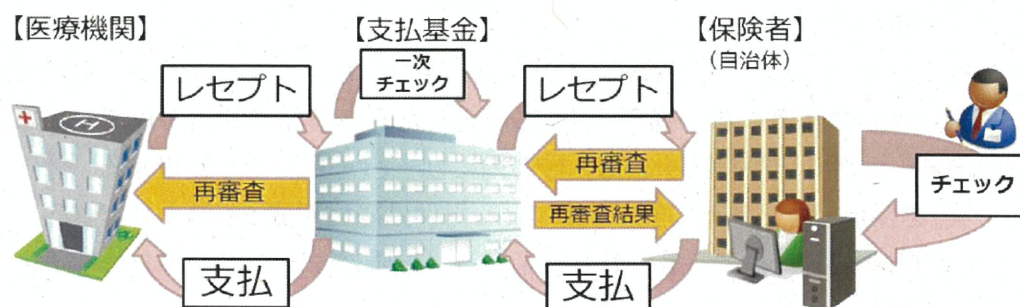 【医療機関】
【支払基金】
【保険者】
(自治体)
一次
チェック
レセプト
レセプト
再審査
再審査
再審査結果
チェック
支払
支払
H